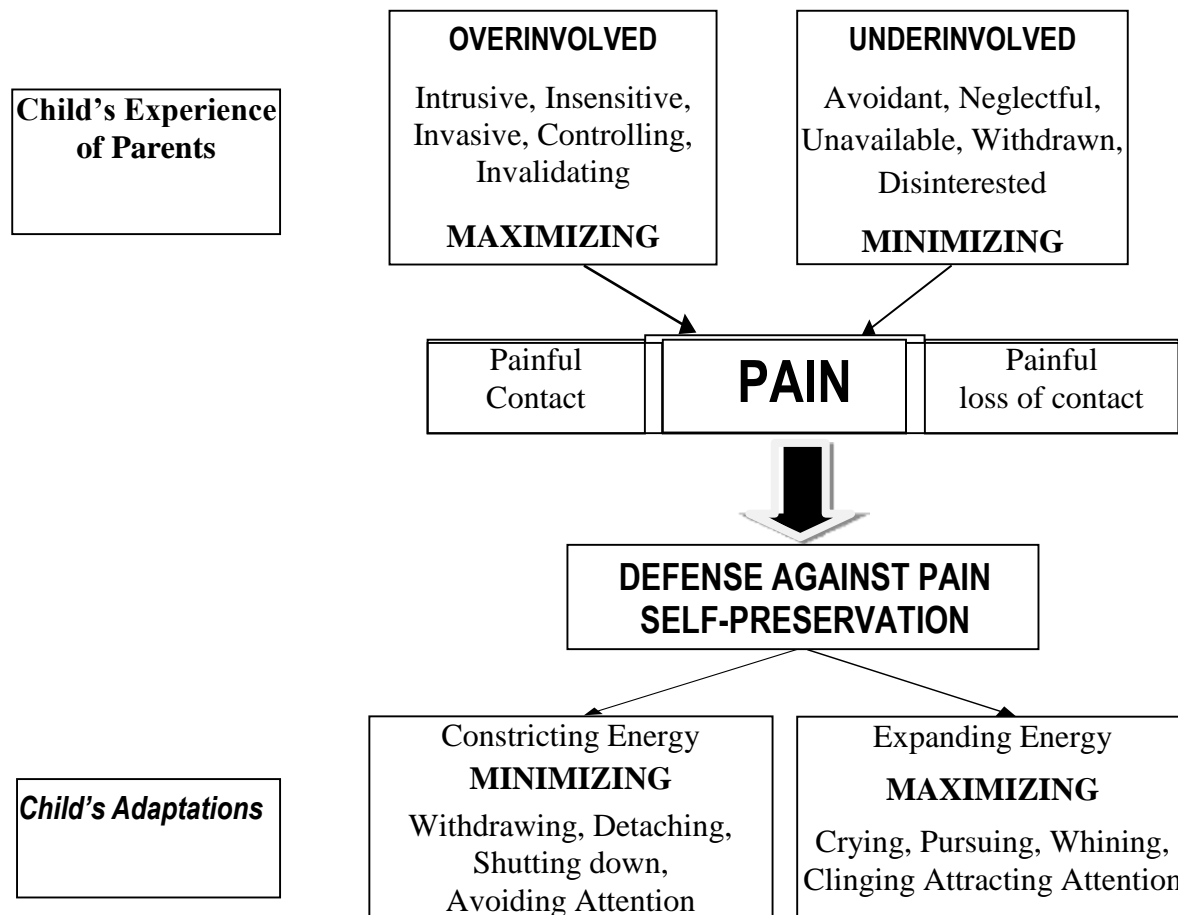 OVERINVOLVED
Intrusive, Insensitive,
Invasive, Controlling,
Invalidating
MAXIMIZING
UNDERINVOLVED
Avoidant, Neglectful,
Unavailable, Withdrawn,
Disinterested
MINIMIZING
Child’s Experience
of Parents
Painful
Contact
PAIN
Painful
loss of contact
DEFENSE AGAINST PAIN
SELF-PRESERVATION
Child’s Adaptations
Constricting Energy
MINIMIZING
Withdrawing, Detaching,
Shutting down,
Avoiding Attention
Expanding Energy
MAXIMIZING
Crying, Pursuing, Whining,
Clinging Attracting Attention